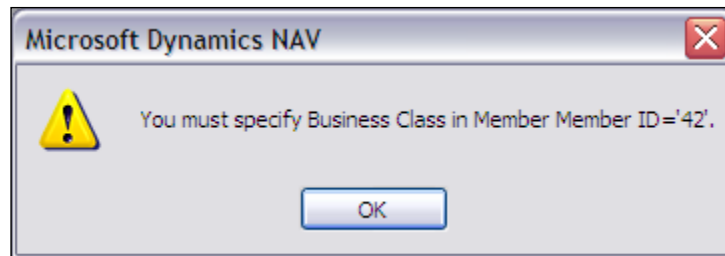 Microsoft Dynamics NAV
You must specify Business Class in Member Member ID='42'.
OK